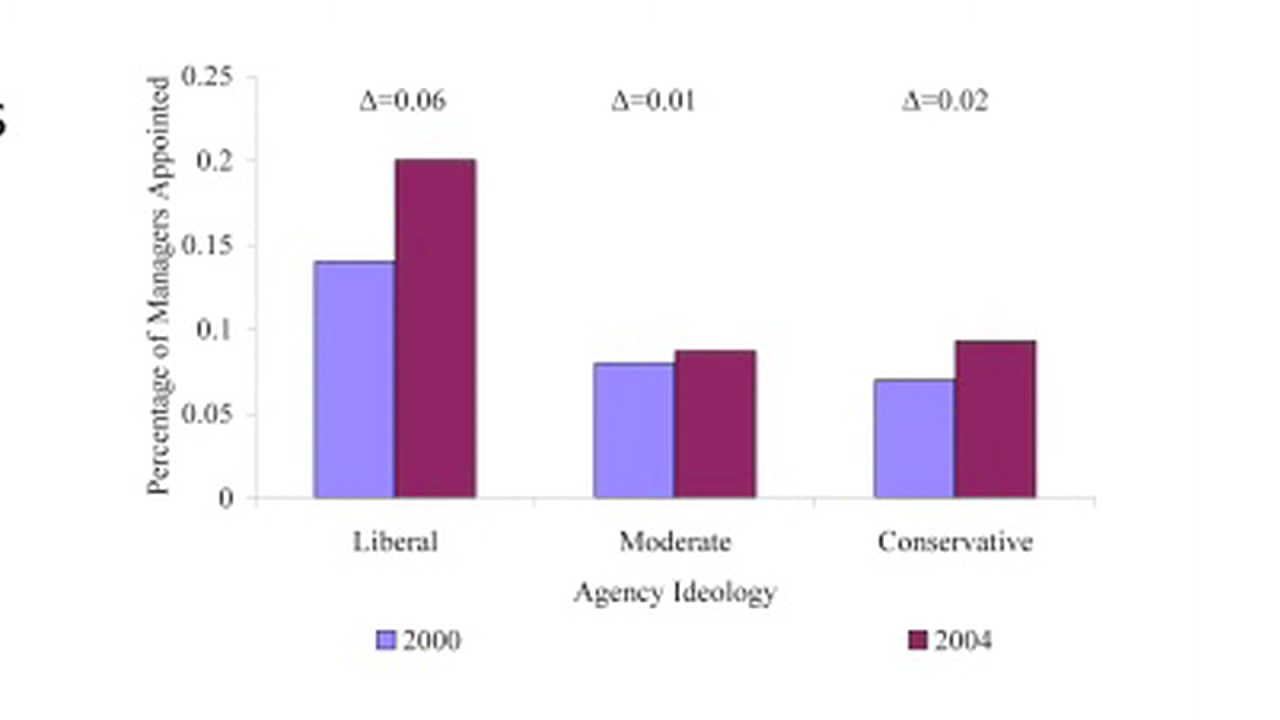 s
Percentage of Managers Appointed
0.25
0.2
0.15
0.1
0.05
0
Δ=0.06
Δ=0.01
Δ=0.02
Liberal
Moderate
Conservative
Agency Ideology
2000
2004